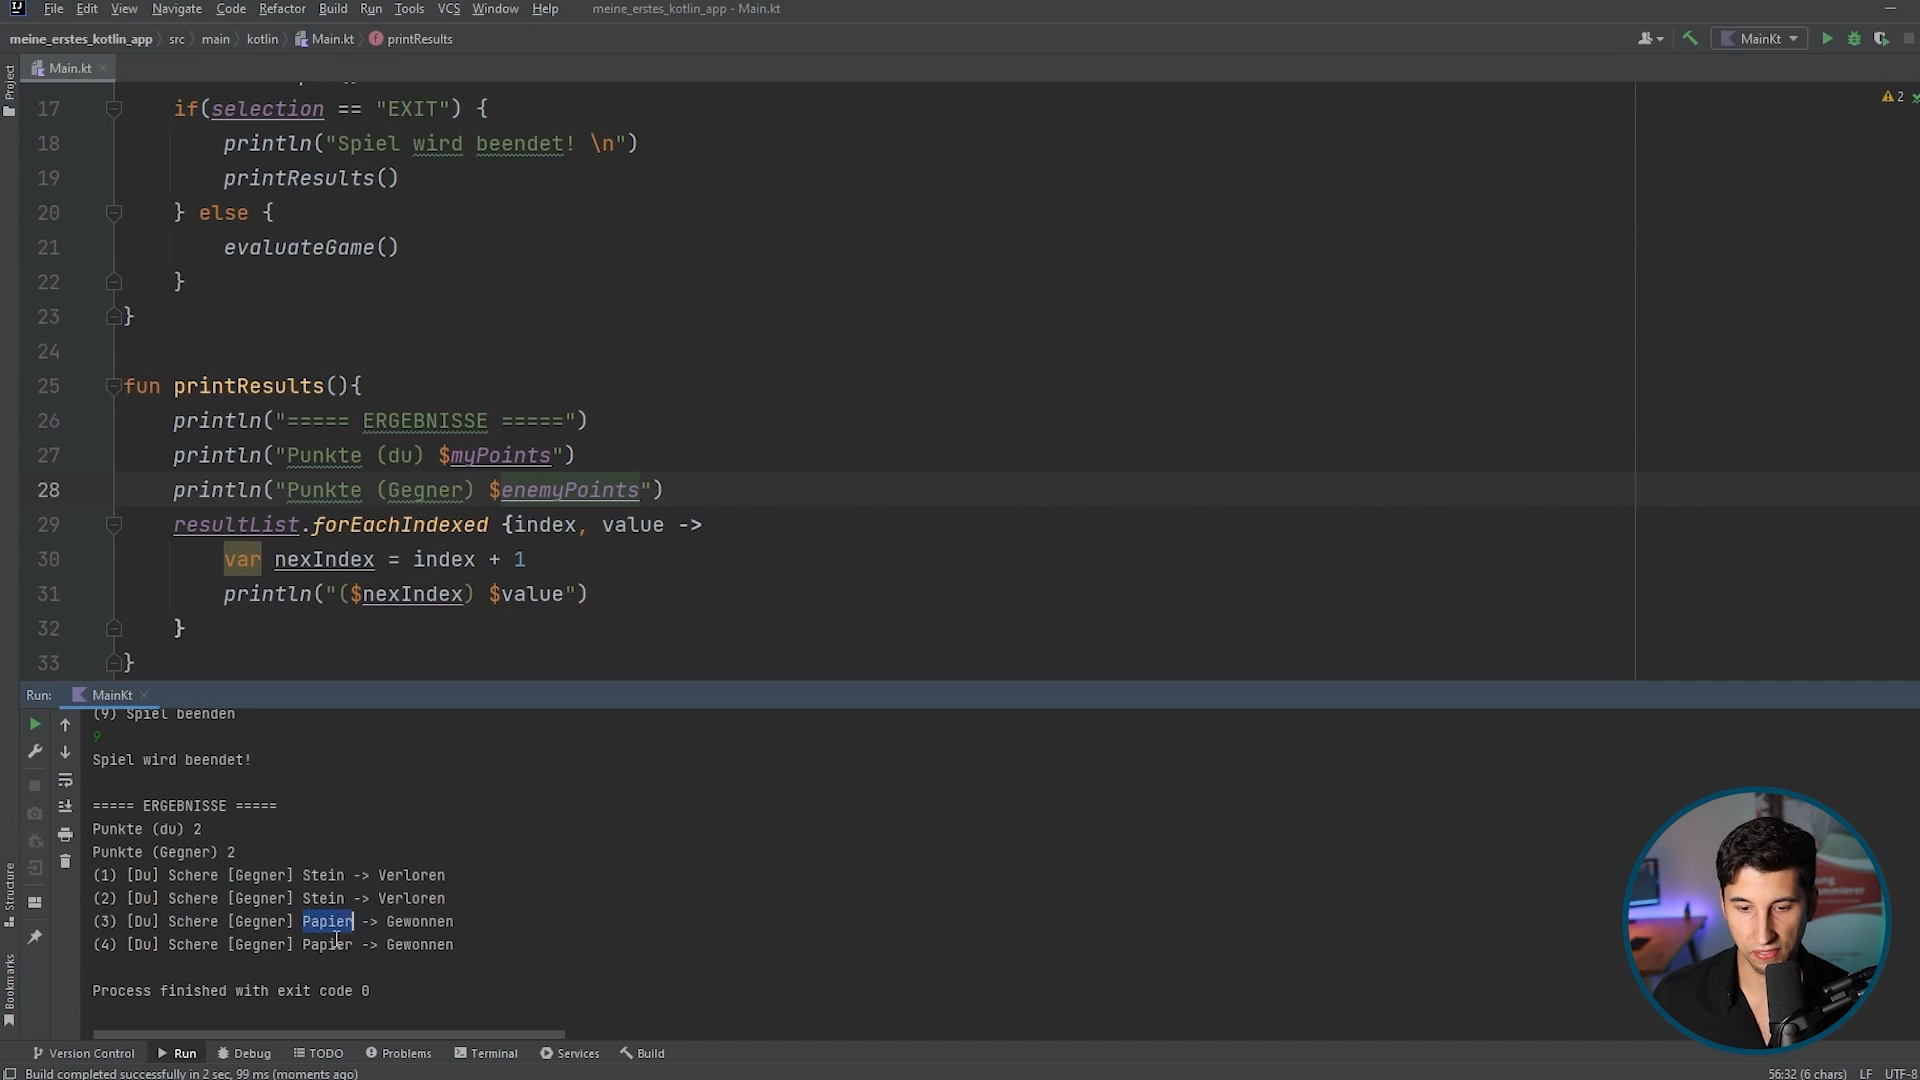 File Edit View Navigate Code Refactor Build Run Tools VCS Window Help meine_erstes_kotlin_app - Main.kt
meine_erstes_kotlin_app src main kotlin Main.kt printResults MainKt
Project
Main.kt
2
17 if(selection == "EXIT") {
18 println("Spiel wird beendet! \n")
19 printResults()
20 } else {
21 evaluateGame()
22 }
23 }
24
25 fun printResults(){
26 println("===== ERGEBNISSE =====")
27 println("Punkte (du) $myPoints")
28 println("Punkte (Gegner) $enemyPoints")
29 resultList.forEachIndexed {index, value ->
30 var nexIndex = index + 1
31 println("($nexIndex) $value")
32 }
33 }
Run: MainKt
(9) Spiel beenden
9
Spiel wird beendet!
===== ERGEBNISSE =====
Punkte (du) 2
Punkte (Gegner) 2
(1) [Du] Schere [Gegner] Stein -> Verloren
(2) [Du] Schere [Gegner] Stein -> Verloren
(3) [Du] Schere [Gegner] Papier -> Gewonnen
(4) [Du] Schere [Gegner] Papier -> Gewonnen
Process finished with exit code 0
Structure
Bookmarks
Version Control Run Debug TODO Problems Terminal Services Build
Build completed successfully in 2 sec, 99 ms (moments ago) 56:32 (6 chars) LF UTF-8